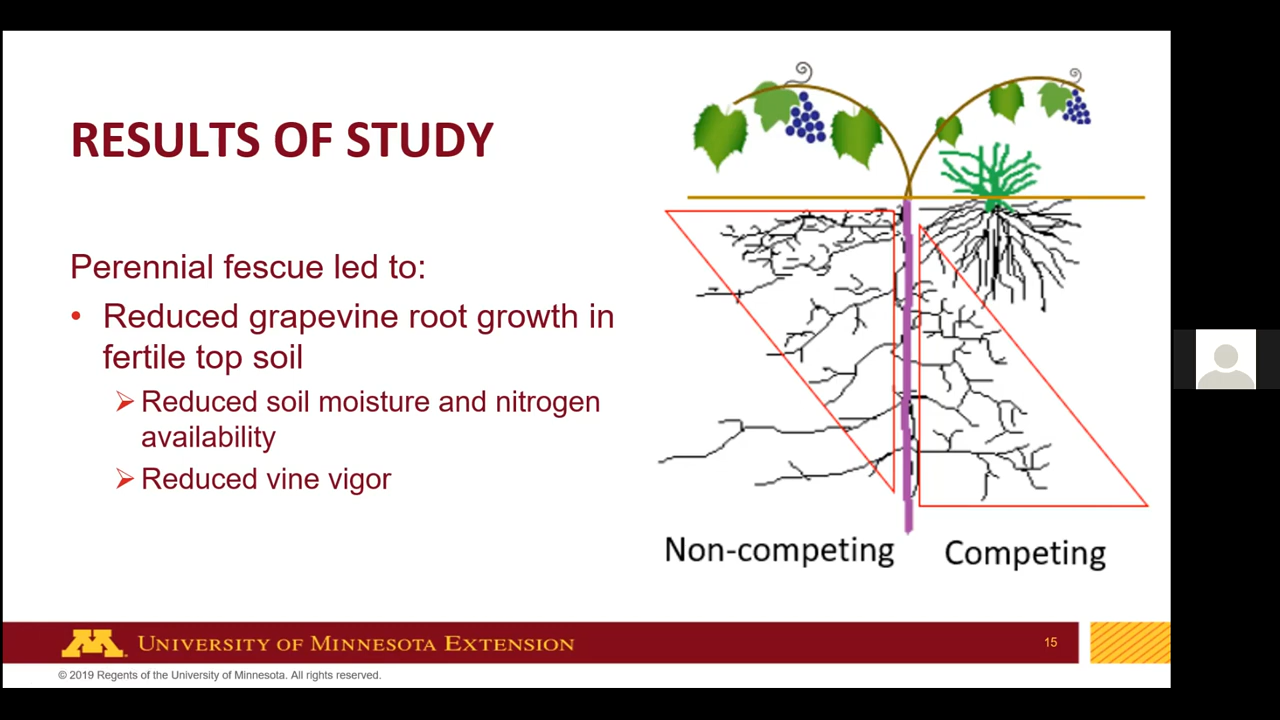 RESULTS OF STUDY
Perennial fescue led to:
• Reduced grapevine root growth in
fertile top soil
➢ Reduced soil moisture and nitrogen
availability
➢ Reduced vine vigor
Non-competing
Competing
M
UNIVERSITY OF MINNESOTA EXTENSION
15
© 2019 Regents of the University of Minnesota. All rights reserved.